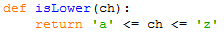 def isLower(ch):
    return 'a' <= ch <= 'z'